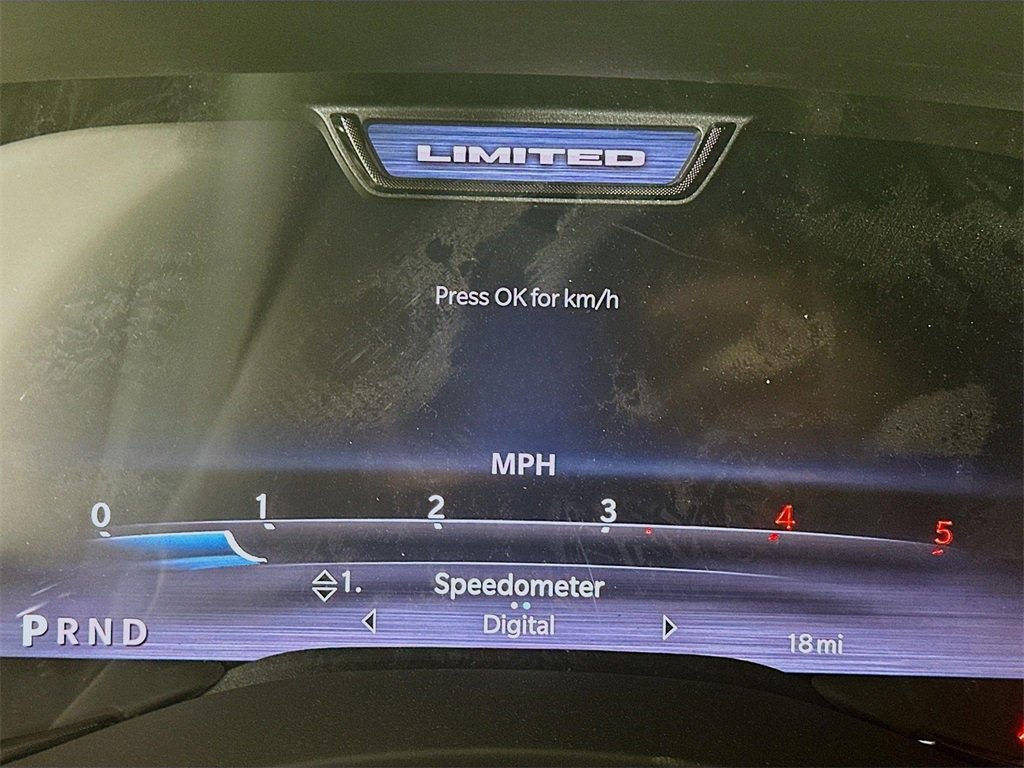 LIMITED
Press OK for km/h
MPH
0 1 2 3 4 5
1. Speedometer
Digital
PRND
18mi